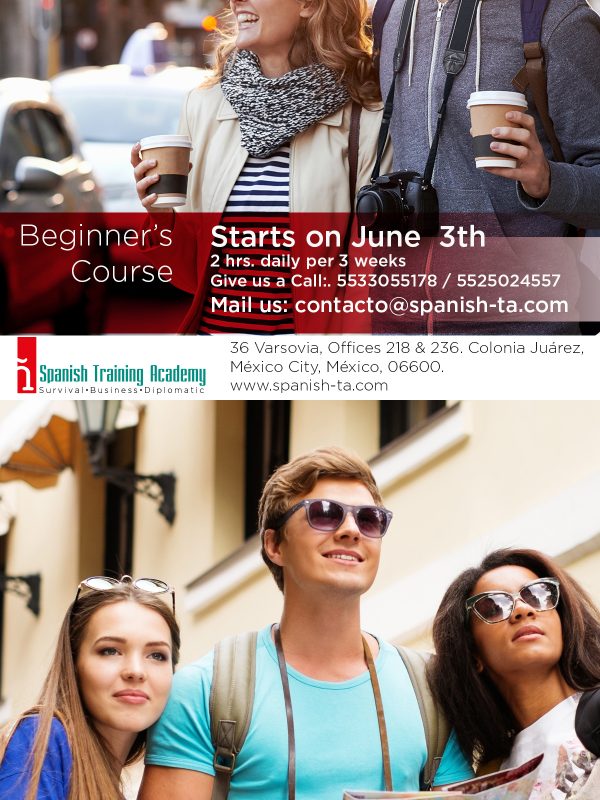 Beginner's
Course
Starts on June 3th
2 hrs. daily per 3 weeks
Give us a Call:. 5533055178 / 5525024557
Mail us: contacto@spanish-ta.com
Spanish Training Academy
Survival•Business•Diplomatic
36 Varsovia, Offices 218 & 236. Colonia Juárez,
México City, México, 06600.
www.spanish-ta.com